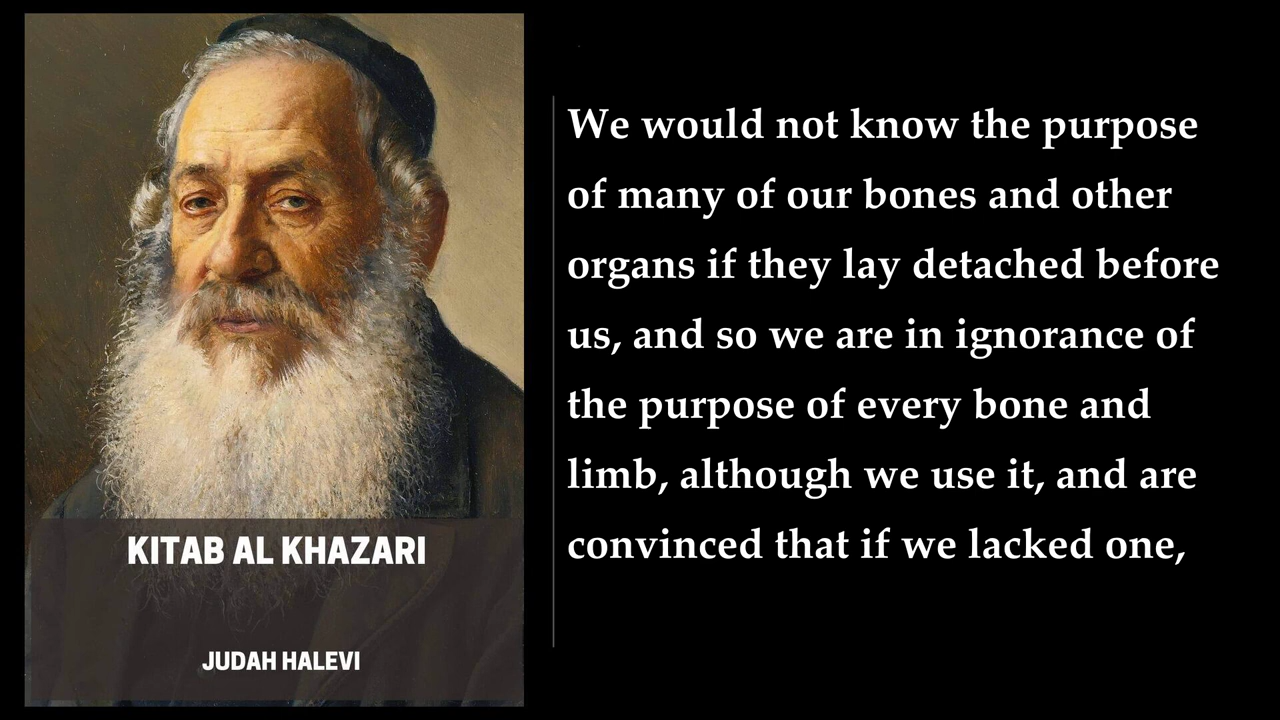 KITAB AL KHAZARI
JUDAH HALEVI
We would not know the purpose
of many of our bones and other
organs if they lay detached before
us, and so we are in ignorance of
the purpose of every bone and
limb, although we use it, and are
convinced that if we lacked one,